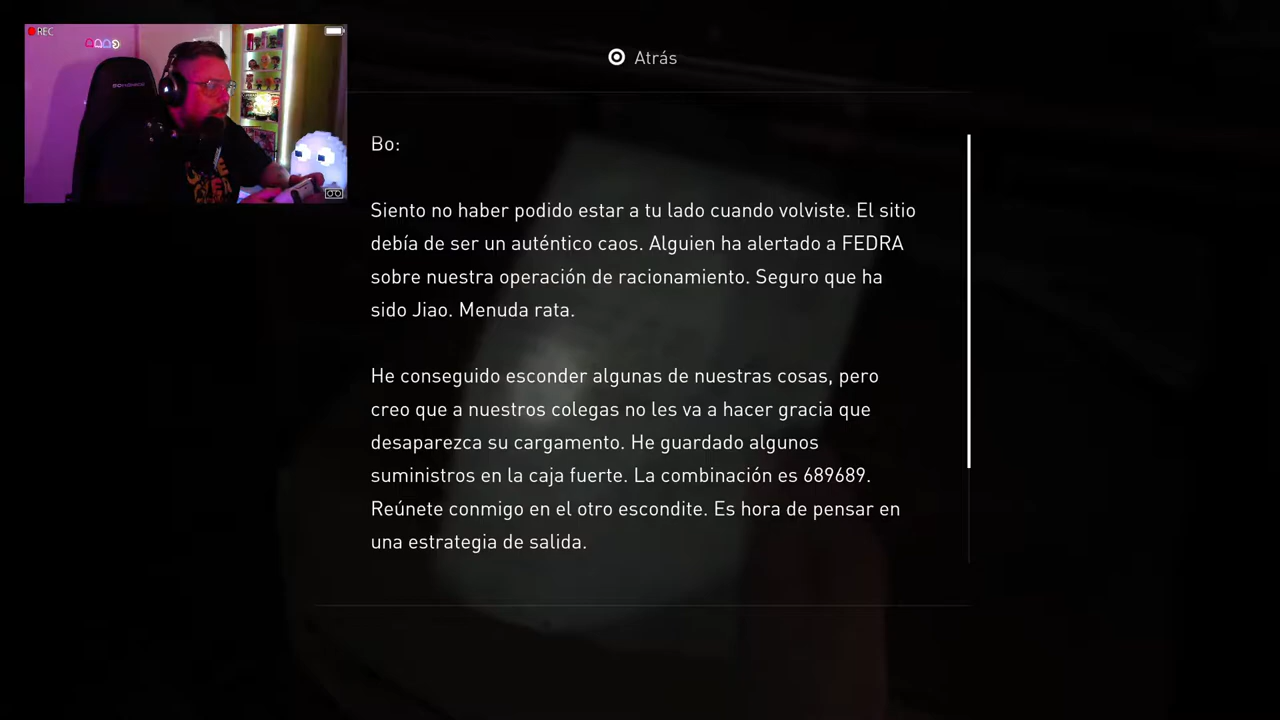 REC
Atrás
Bo:
Siento no haber podido estar a tu lado cuando volviste. El sitio
debía de ser un auténtico caos. Alguien ha alertado a FEDRA
sobre nuestra operación de racionamiento. Seguro que ha
sido Jiao. Menuda rata.
He conseguido esconder algunas de nuestras cosas, pero
creo que a nuestros colegas no les va a hacer gracia que
desaparezca su cargamento. He guardado algunos
suministros en la caja fuerte. La combinación es 689689.
Reúnete conmigo en el otro escondite. Es hora de pensar en
una estrategia de salida.